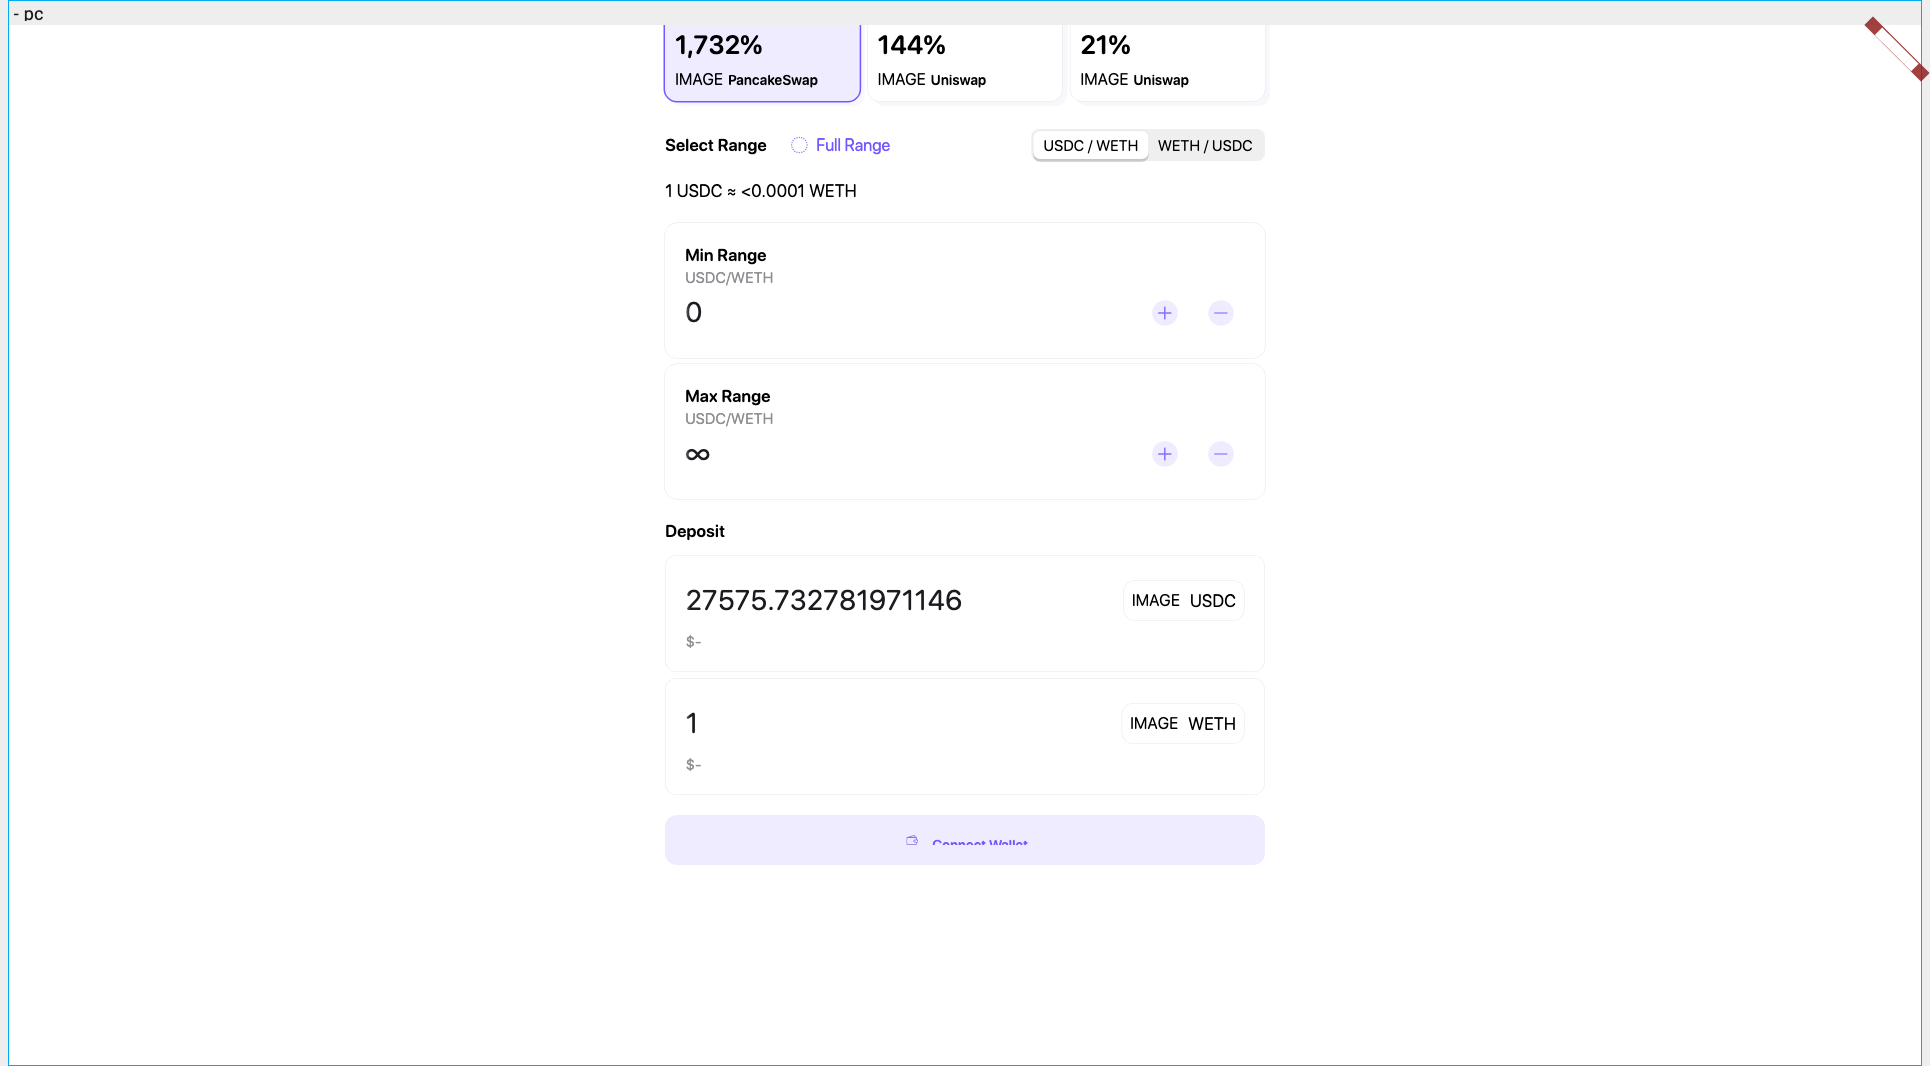 - pc
1,732% 144% 21%
IMAGE PancakeSwap IMAGE Uniswap IMAGE Uniswap
Select Range Full Range USDC / WETH WETH / USDC
1 USDC ≈ <0.0001 WETH
Min Range
USDC/WETH
0
Max Range
USDC/WETH
∞
Deposit
27575.732781971146 IMAGE USDC
$-
1 IMAGE WETH
$-
Connect Wallet